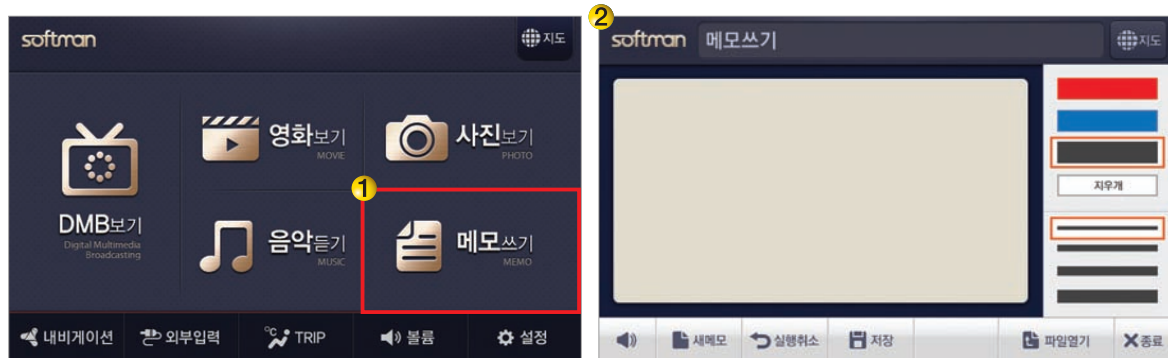 1
softman
지도
영화보기
MOVIE
사진보기
PHOTO
DMB보기
Digital Multimedia
Broadcasting
음악듣기
MUSIC
메모쓰기
MEMO
내비게이션
외부입력
°C TRIP
볼륨
설정
2
softman
메모쓰기
지도
지우개
새메모
실행취소
저장
파일열기
종료